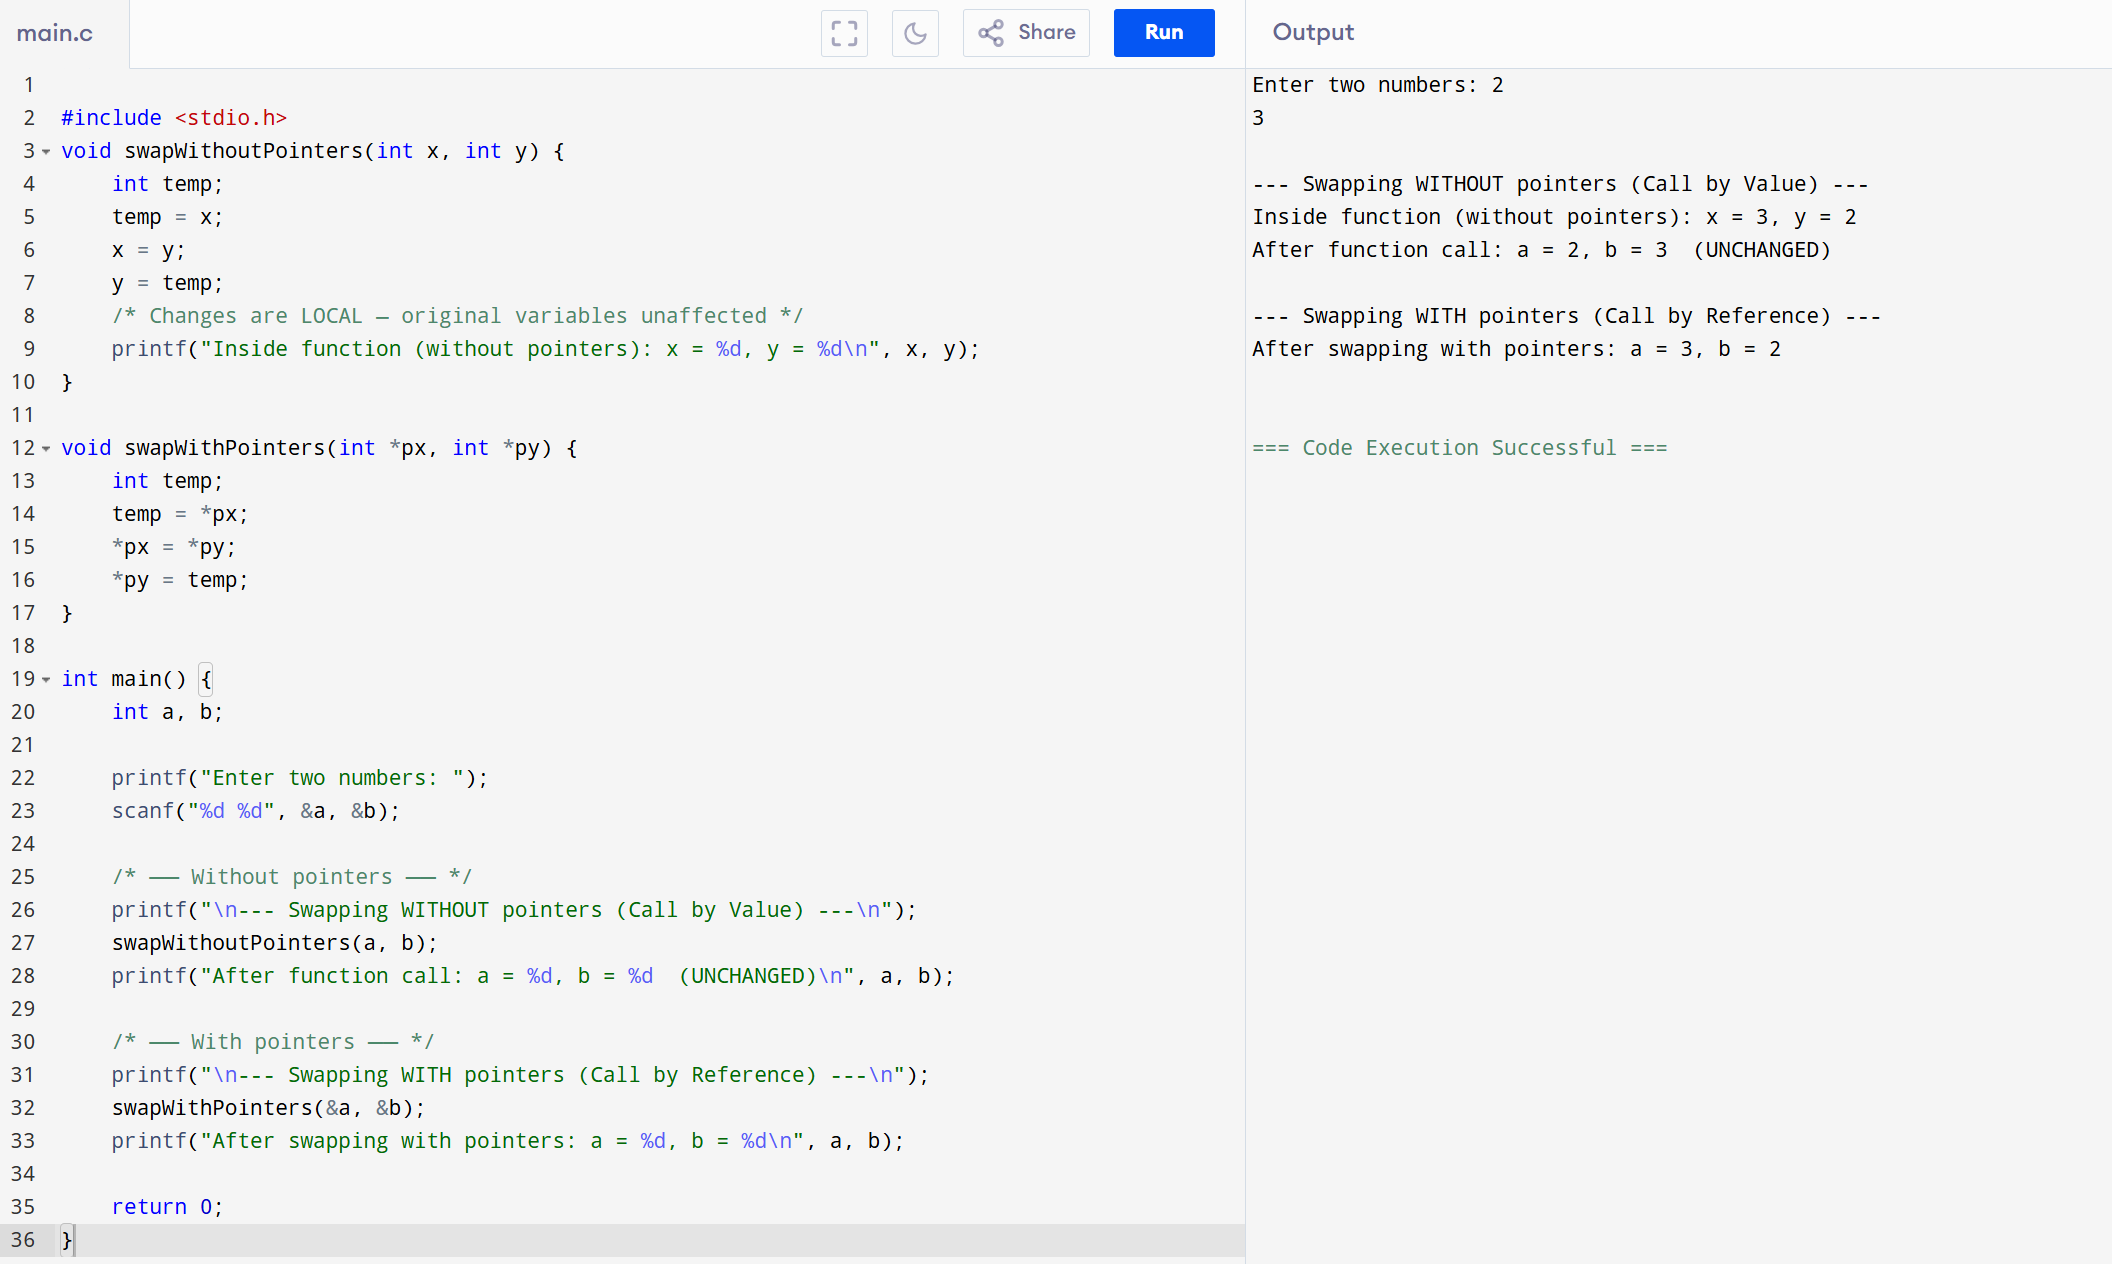 main.c
Share
Run
Output
1
2 #include <stdio.h>
3 void swapWithoutPointers(int x, int y) {
4     int temp;
5     temp = x;
6     x = y;
7     y = temp;
8     /* Changes are LOCAL — original variables unaffected */
9     printf("Inside function (without pointers): x = %d, y = %d\n", x, y);
10 }
11
12 void swapWithPointers(int *px, int *py) {
13     int temp;
14     temp = *px;
15     *px = *py;
16     *py = temp;
17 }
18
19 int main() {
20     int a, b;
21
22     printf("Enter two numbers: ");
23     scanf("%d %d", &a, &b);
24
25     /* ─── Without pointers ─── */
26     printf("\n--- Swapping WITHOUT pointers (Call by Value) ---\n");
27     swapWithoutPointers(a, b);
28     printf("After function call: a = %d, b = %d  (UNCHANGED)\n", a, b);
29
30     /* ─── With pointers ─── */
31     printf("\n--- Swapping WITH pointers (Call by Reference) ---\n");
32     swapWithPointers(&a, &b);
33     printf("After swapping with pointers: a = %d, b = %d\n", a, b);
34
35     return 0;
36 }
Enter two numbers: 2
3
--- Swapping WITHOUT pointers (Call by Value) ---
Inside function (without pointers): x = 3, y = 2
After function call: a = 2, b = 3  (UNCHANGED)
--- Swapping WITH pointers (Call by Reference) ---
After swapping with pointers: a = 3, b = 2
=== Code Execution Successful ===